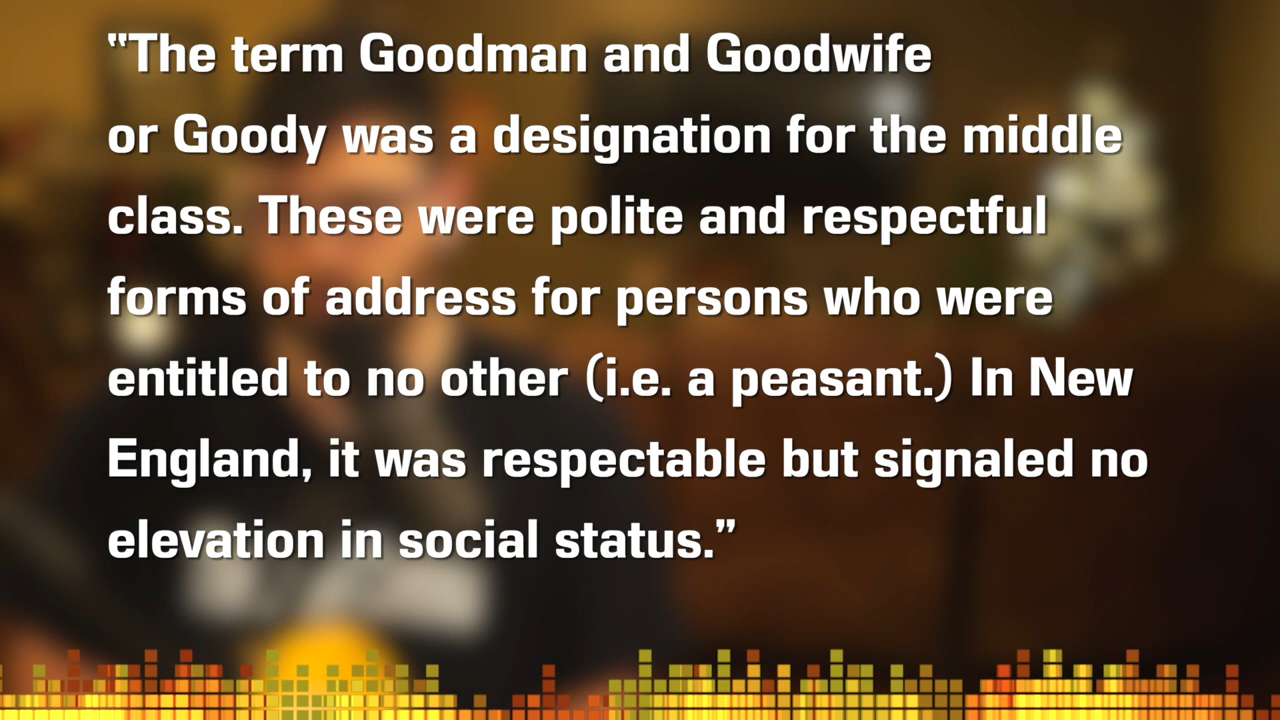 “The term Goodman and Goodwife
or Goody was a designation for the middle
class. These were polite and respectful
forms of address for persons who were
entitled to no other (i.e. a peasant.) In New
England, it was respectable but signaled no
elevation in social status.”